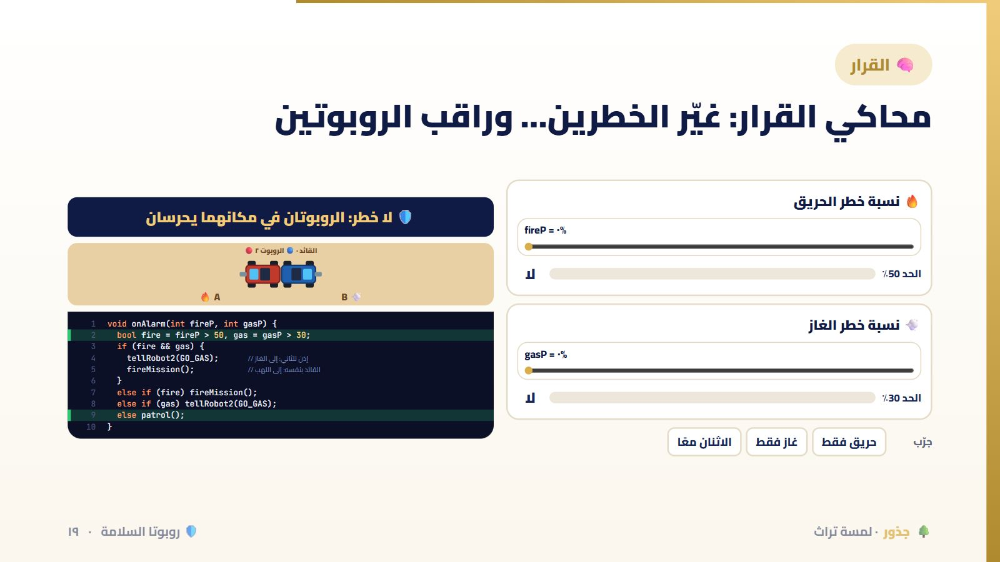 القرار
محاكي القرار: غيّر الخطرين... وراقب الروبوتين
نسبة خطر الحريق
fireP = ٠%
الحد 50٪
لا
نسبة خطر الغاز
gasP = ٠%
الحد 30٪
لا
جرّب
حريق فقط
غاز فقط
الاثنان معًا
لا خطر: الروبوتان في مكانهما يحرسان
القائد · الروبوت ٢
A
B
1 void onAlarm(int fireP, int gasP) {
2 bool fire = fireP > 50, gas = gasP > 30;
3 if (fire && gas) {
4 tellRobot2(GO_GAS); // إذن للثاني: إلى الغاز
5 fireMission(); // القائد بنفسه: إلى اللهب
6 }
7 else if (fire) fireMission();
8 else if (gas) tellRobot2(GO_GAS);
9 else patrol();
10 }
جذور · لمسة تراث
روبوتا السلامة · ١٩